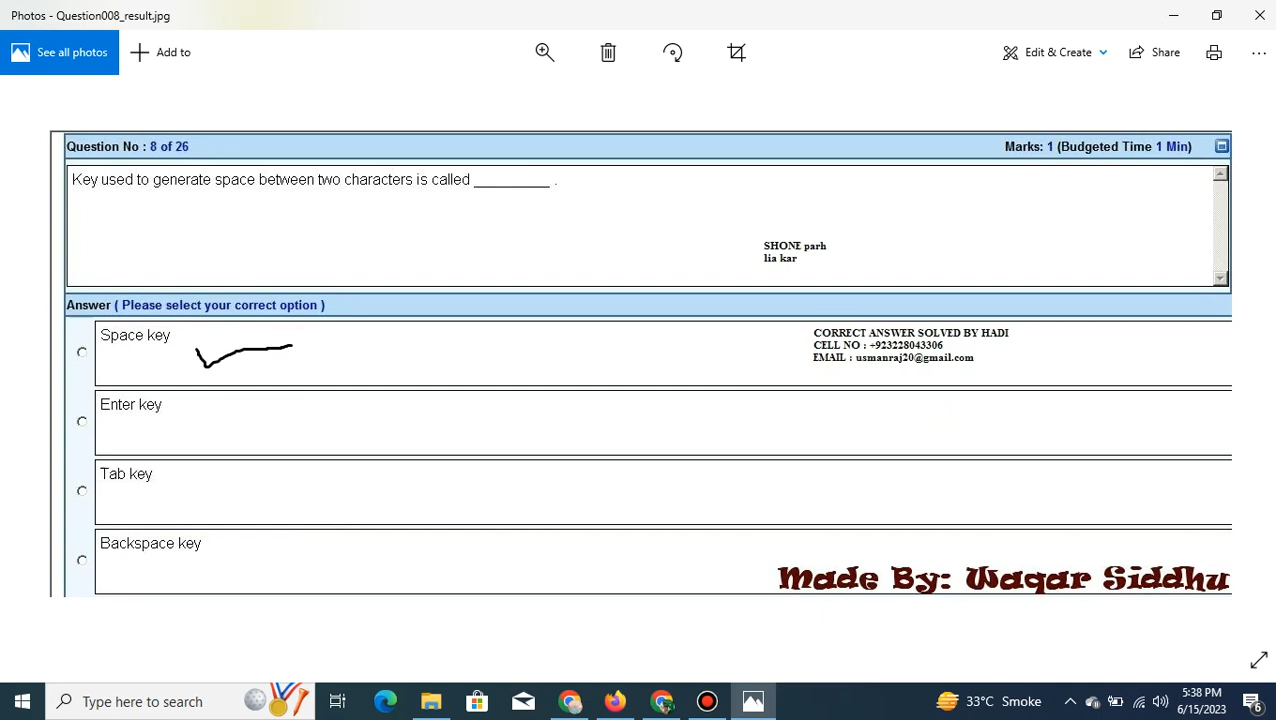 Photos - Question008_result.jpg
See all photos
Add to
Edit & Create
Share
Question No : 8 of 26
Marks: 1 (Budgeted Time 1 Min)
Key used to generate space between two characters is called _________ .
SHONE parh
lia kar
Answer ( Please select your correct option )
Space key
CORRECT ANSWER SOLVED BY HADI
CELL NO : +923228043306
EMAIL : usmanraj20@gmail.com
Enter key
Tab key
Backspace key
Made By: Waqar Siddhu
Type here to search
33°C Smoke
5:38 PM
6/15/2023
6